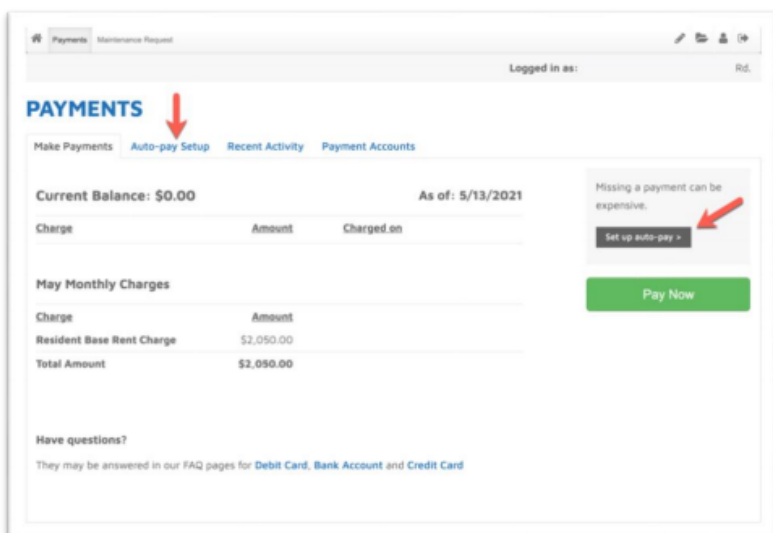 Payments Maintenance Request
Logged in as: Rd.
PAYMENTS
Make Payments Auto-pay Setup Recent Activity Payment Accounts
Current Balance: $0.00 As of: 5/13/2021
Missing a payment can be
expensive.
Charge Amount Charged on
Set up auto-pay >
May Monthly Charges
Pay Now
Charge Amount
Resident Base Rent Charge $2,050.00
Total Amount $2,050.00
Have questions?
They may be answered in our FAQ pages for Debit Card, Bank Account and Credit Card